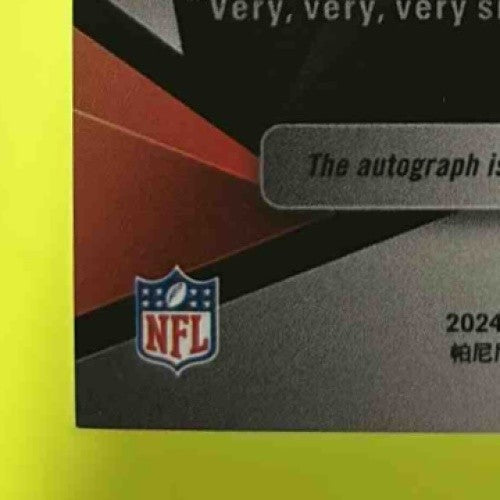 "Very, very, very s
The autograph is
NFL
2024
帕尼